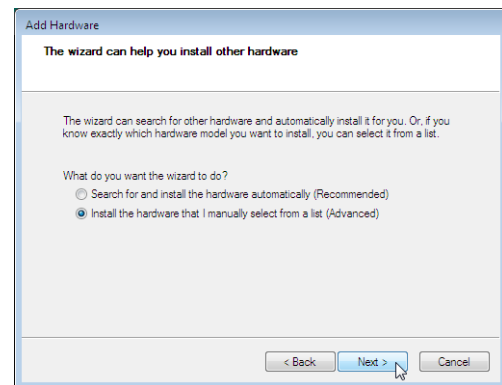 Add Hardware
The wizard can help you install other hardware
The wizard can search for other hardware and automatically install it for you. Or, if you
know exactly which hardware model you want to install, you can select it from a list.
What do you want the wizard to do?
Search for and install the hardware automatically (Recommended)
Install the hardware that I manually select from a list (Advanced)
< Back Next > Cancel